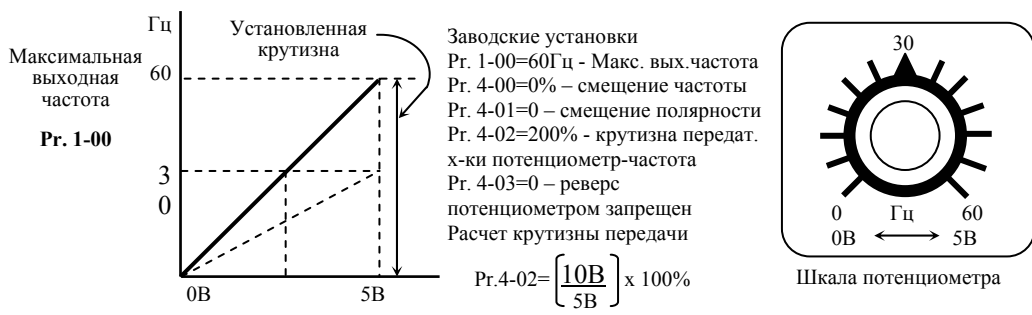 Гц
Максимальная
выходная
частота
Pr. 1-00
60
3
0
0В
5В
Установленная
крутизна
Заводские установки
Pr. 1-00=60Гц - Макс. вых.частота
Pr. 4-00=0% – смещение частоты
Pr. 4-01=0 – смещение полярности
Pr. 4-02=200% - крутизна передат.
х-ки потенциометр-частота
Pr. 4-03=0 – реверс
потенциометром запрещен
Расчет крутизны передачи
Pr.4-02= [10В/5В] x 100%
30
0 Гц 60
0В 5В
Шкала потенциометра